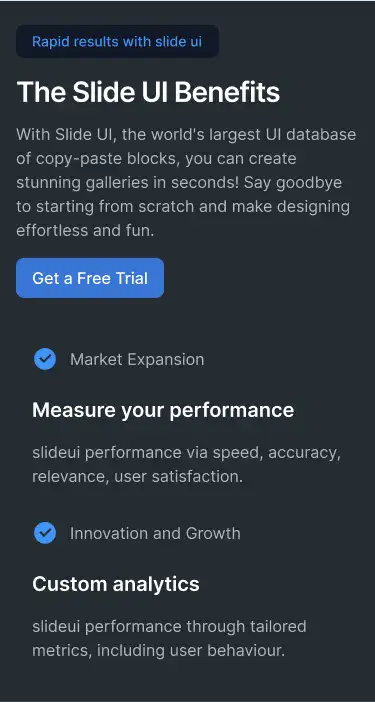 Rapid results with slide ui
The Slide UI Benefits
With Slide UI, the world's largest UI database
of copy-paste blocks, you can create
stunning galleries in seconds! Say goodbye
to starting from scratch and make designing
effortless and fun.
Get a Free Trial
Market Expansion
Measure your performance
slideui performance via speed, accuracy,
relevance, user satisfaction.
Innovation and Growth
Custom analytics
slideui performance through tailored
metrics, including user behaviour.